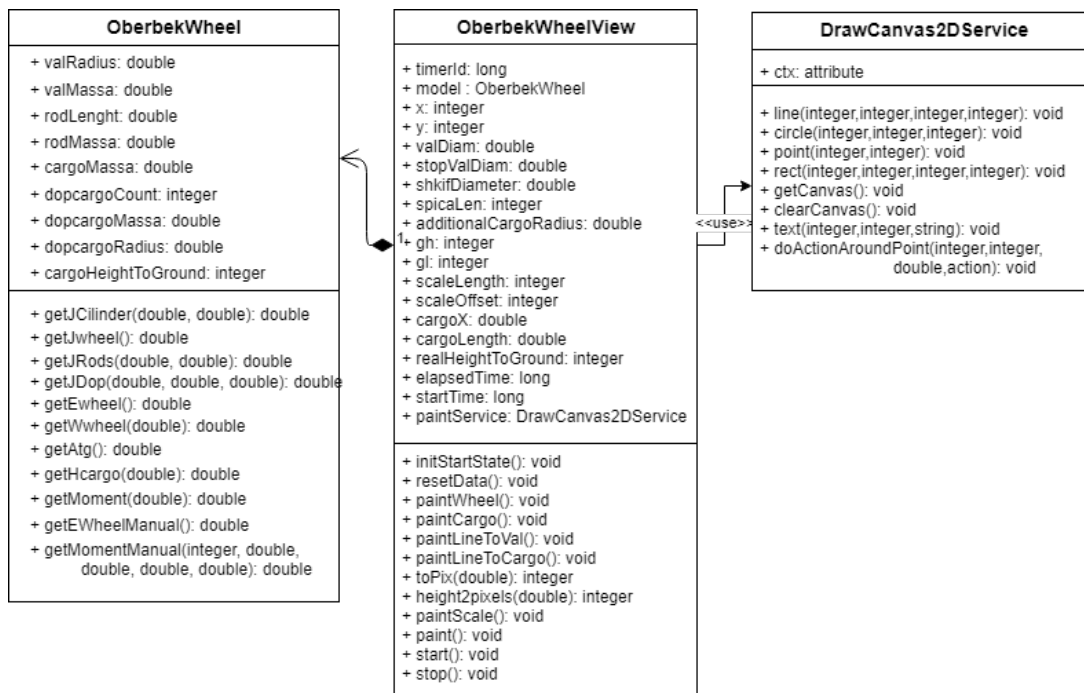 OberbekWheel
+ valRadius: double
+ valMassa: double
+ rodLenght: double
+ rodMassa: double
+ cargoMassa: double
+ dopcargoCount: integer
+ dopcargoMassa: double
+ dopcargoRadius: double
+ cargoHeightToGround: integer
+ getJCilinder(double, double): double
+ getJwheel(): double
+ getJRods(double, double): double
+ getJDop(double, double, double): double
+ getEwheel(): double
+ getWwheel(double): double
+ getAtg(): double
+ getHcargo(double): double
+ getMoment(double): double
+ getEWheelManual(): double
+ getMomentManual(integer, double,
double, double, double): double
1
OberbekWheelView
+ timerId: long
+ model : OberbekWheel
+ x: integer
+ y: integer
+ valDiam: double
+ stopValDiam: double
+ shkifDiameter: double
+ spicaLen: integer
+ additionalCargoRadius: double
+ gh: integer
+ gl: integer
+ scaleLength: integer
+ scaleOffset: integer
+ cargoX: double
+ cargoLength: double
+ realHeightToGround: integer
+ elapsedTime: long
+ startTime: long
+ paintService: DrawCanvas2DService
+ initStartState(): void
+ resetData(): void
+ paintWheel(): void
+ paintCargo(): void
+ paintLineToVal(): void
+ paintLineToCargo(): void
+ toPix(double): integer
+ height2pixels(double): integer
+ paintScale(): void
+ paint(): void
+ start(): void
+ stop(): void
<<use>>
DrawCanvas2DService
+ ctx: attribute
+ line(integer,integer,integer,integer): void
+ circle(integer,integer,integer): void
+ point(integer,integer): void
+ rect(integer,integer,integer,integer): void
+ getCanvas(): void
+ clearCanvas(): void
+ text(integer,integer,string): void
+ doActionAroundPoint(integer,integer,
double,action): void